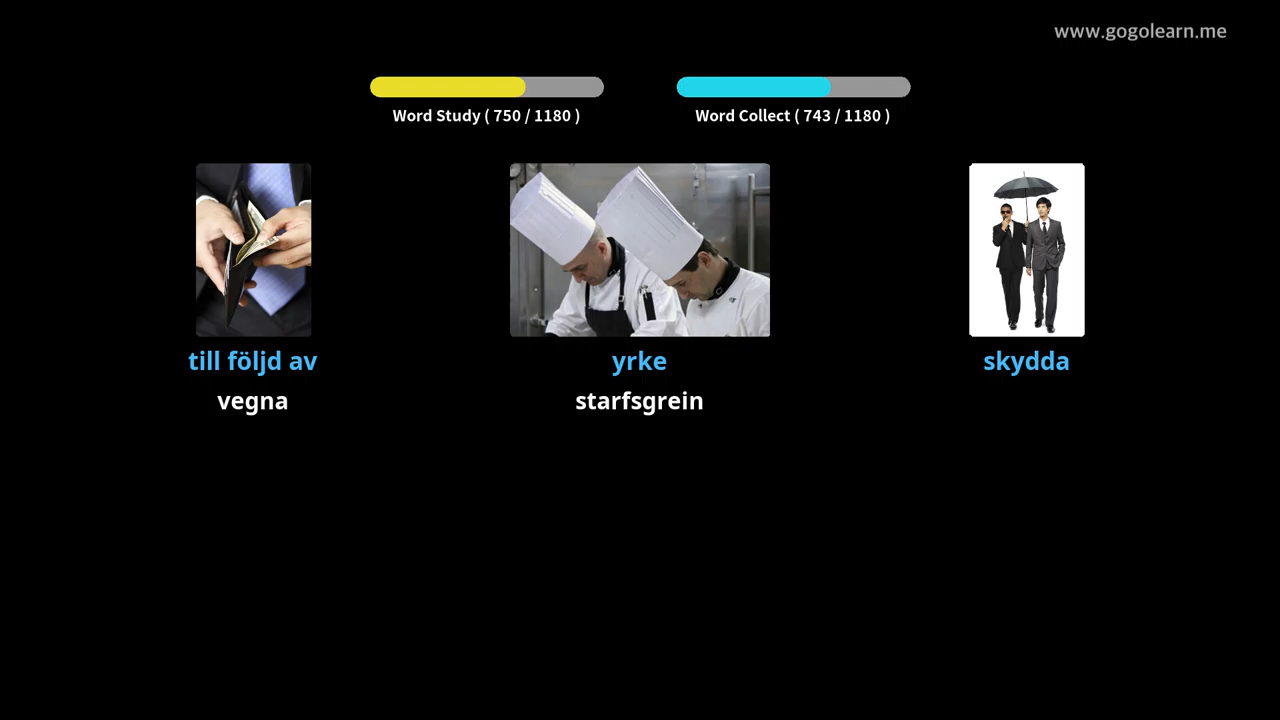 www.gogolearn.me
Word Study ( 750 / 1180 )
Word Collect ( 743 / 1180 )
till följd av
yrke
skydda
vegna
starfsgrein